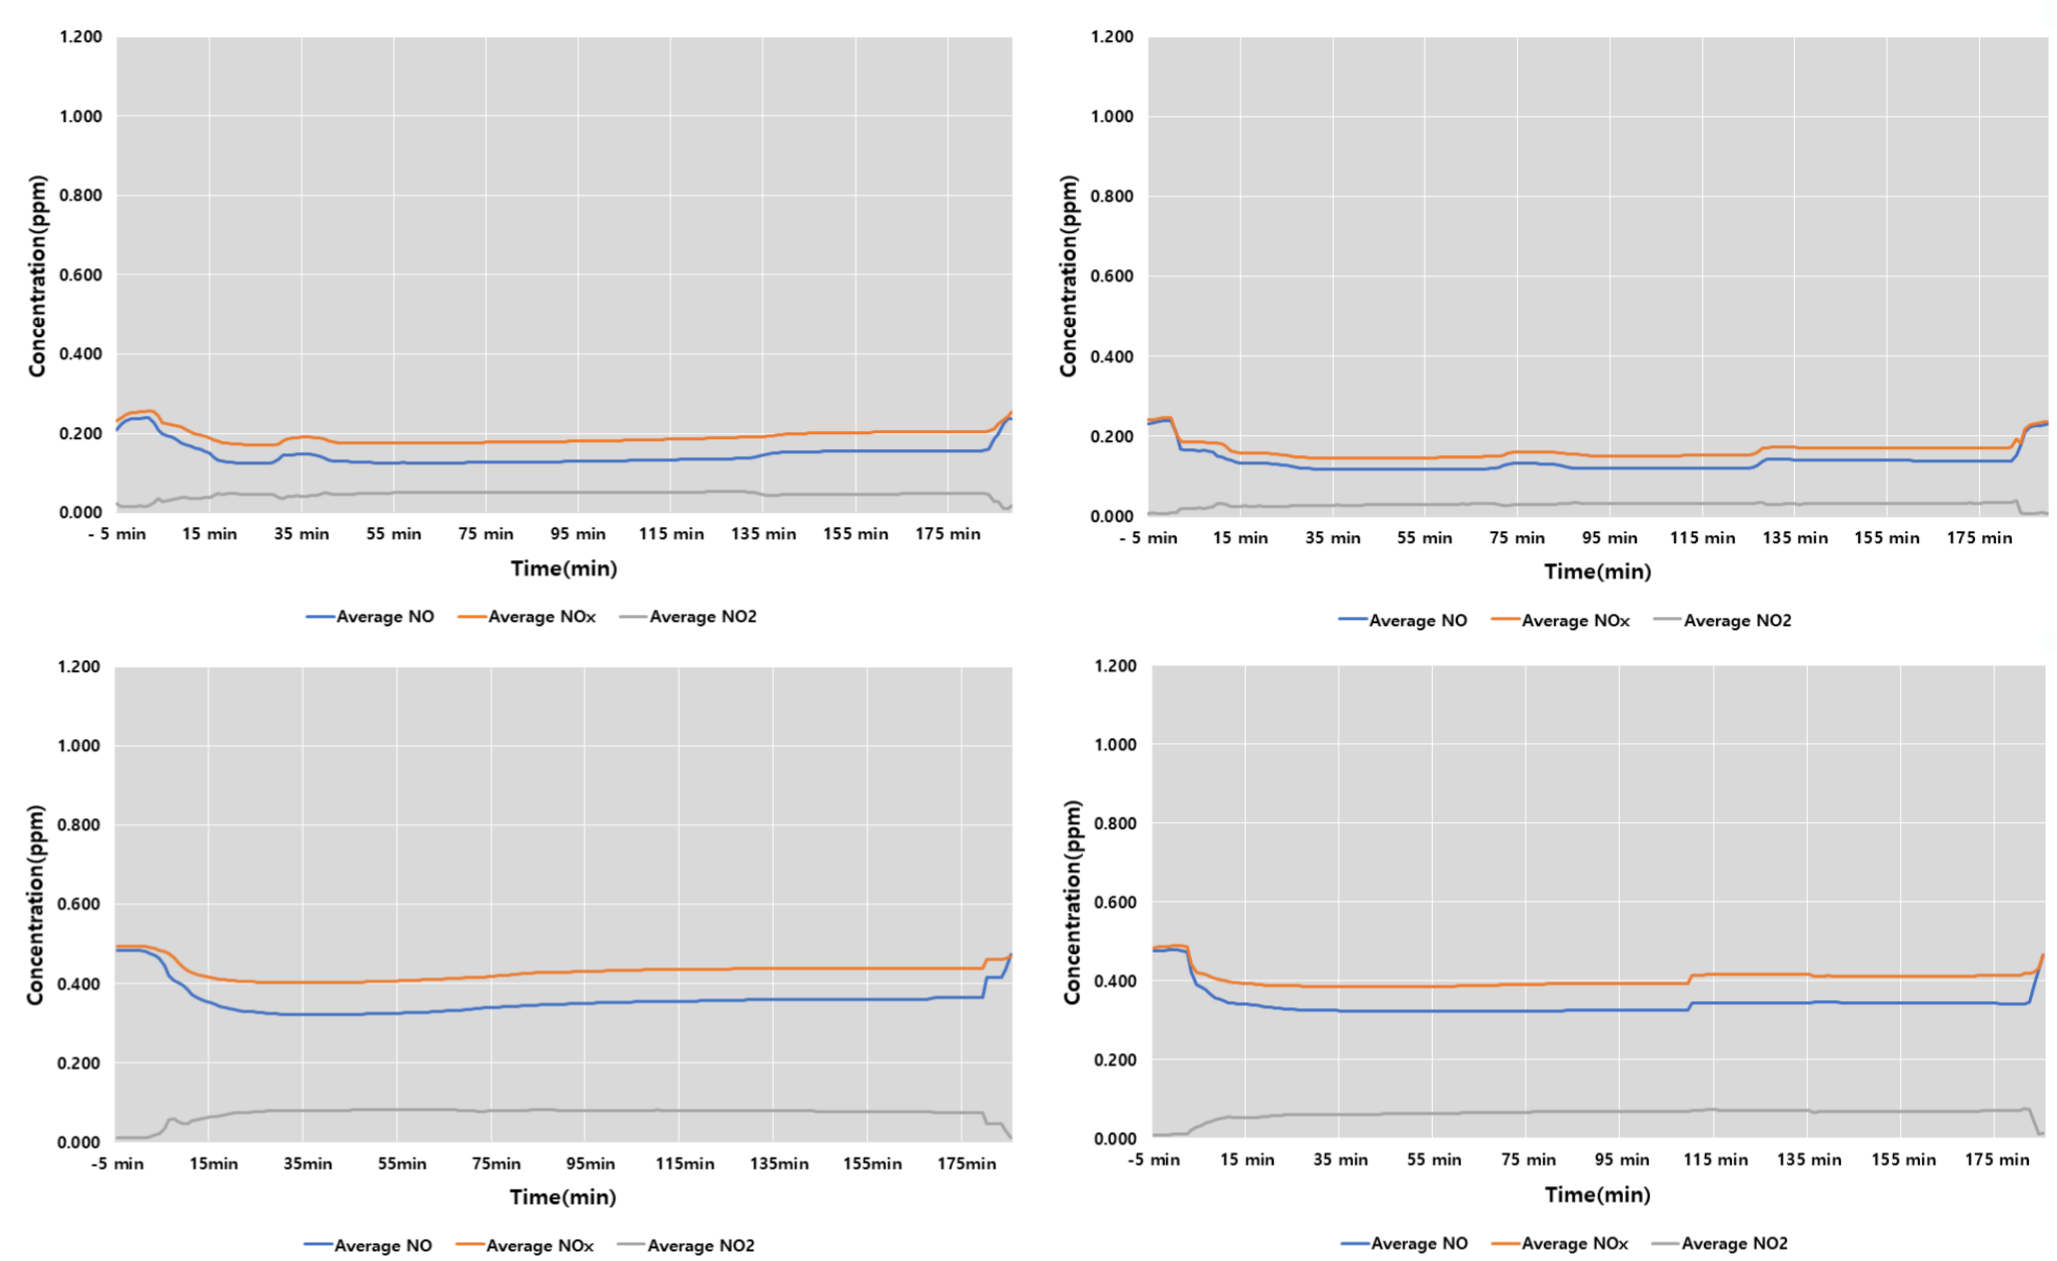 1.200
1.000
0.800
0.600
0.400
0.200
0.000
Concentration(ppm)
- 5 min 15 min 35 min 55 min 75 min 95 min 115 min 135 min 155 min 175 min
Time(min)
Average NO Average NOx Average NO2
1.200
1.000
0.800
0.600
0.400
0.200
0.000
Concentration(ppm)
- 5 min 15 min 35 min 55 min 75 min 95 min 115 min 135 min 155 min 175 min
Time(min)
Average NO Average NOx Average NO2
1.200
1.000
0.800
0.600
0.400
0.200
0.000
Concentration(ppm)
-5 min 15min 35min 55min 75min 95min 115min 135min 155min 175min
Time(min)
Average NO Average NOx Average NO2
1.200
1.000
0.800
0.600
0.400
0.200
0.000
Concentration(ppm)
-5 min 15 min 35 min 55 min 75 min 95 min 115 min 135 min 155 min 175 min
Time(min)
Average NO Average NOx Average NO2